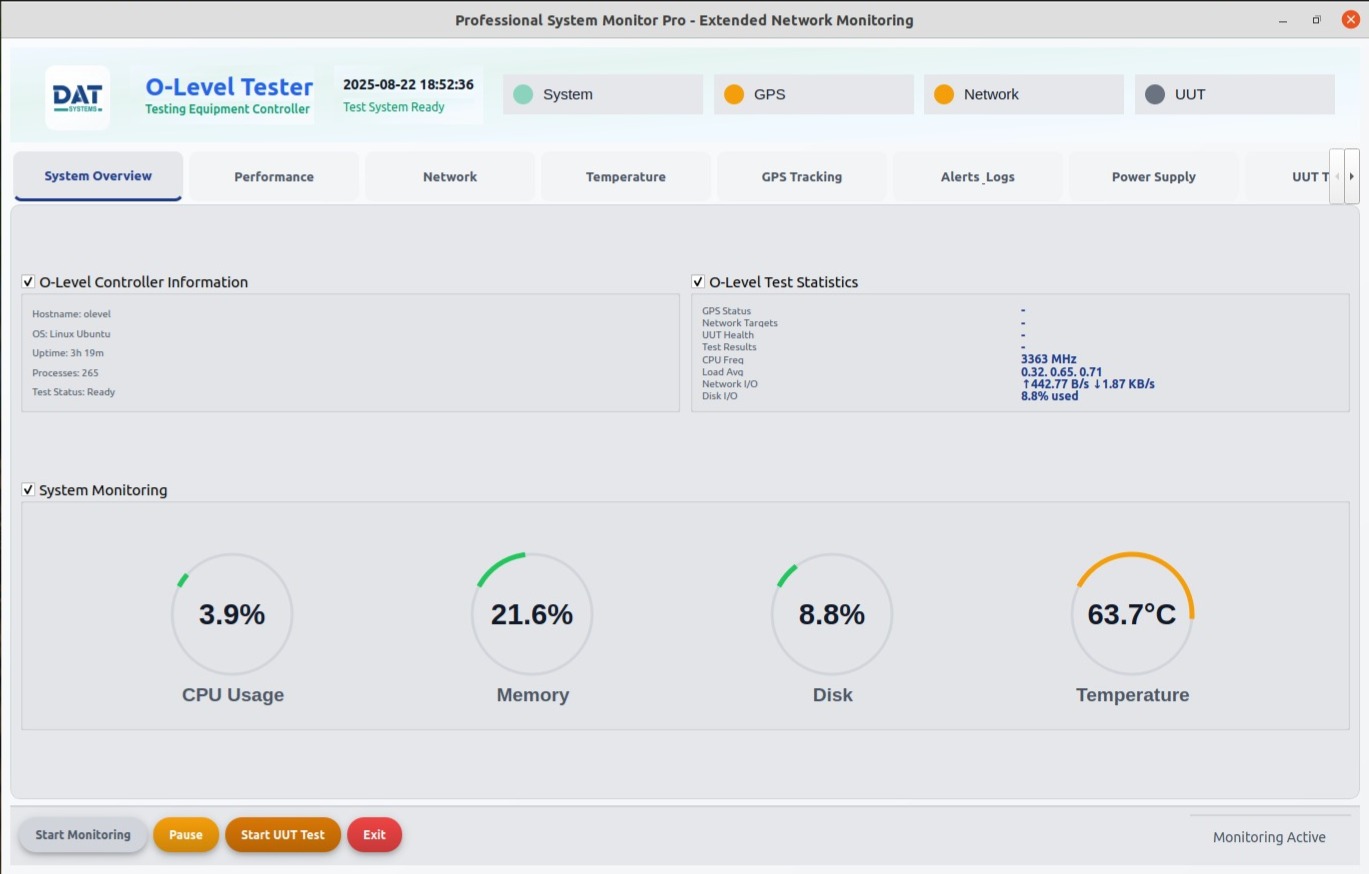 Professional System Monitor Pro - Extended Network Monitoring
DAT
SYSTEMS
O-Level Tester
Testing Equipment Controller
2025-08-22 18:52:36
Test System Ready
System
GPS
Network
UUT
System Overview
Performance
Network
Temperature
GPS Tracking
Alerts_Logs
Power Supply
UUT T
O-Level Controller Information
Hostname: olevel
OS: Linux Ubuntu
Uptime: 3h 19m
Processes: 265
Test Status: Ready
O-Level Test Statistics
GPS Status -
Network Targets -
UUT Health -
Test Results -
CPU Freq 3363 MHz
Load Avg 0.32, 0.65, 0.71
Network I/O ↑442.77 B/s ↓1.87 KB/s
Disk I/O 8.8% used
System Monitoring
3.9%
CPU Usage
21.6%
Memory
8.8%
Disk
63.7°C
Temperature
Start Monitoring
Pause
Start UUT Test
Exit
Monitoring Active